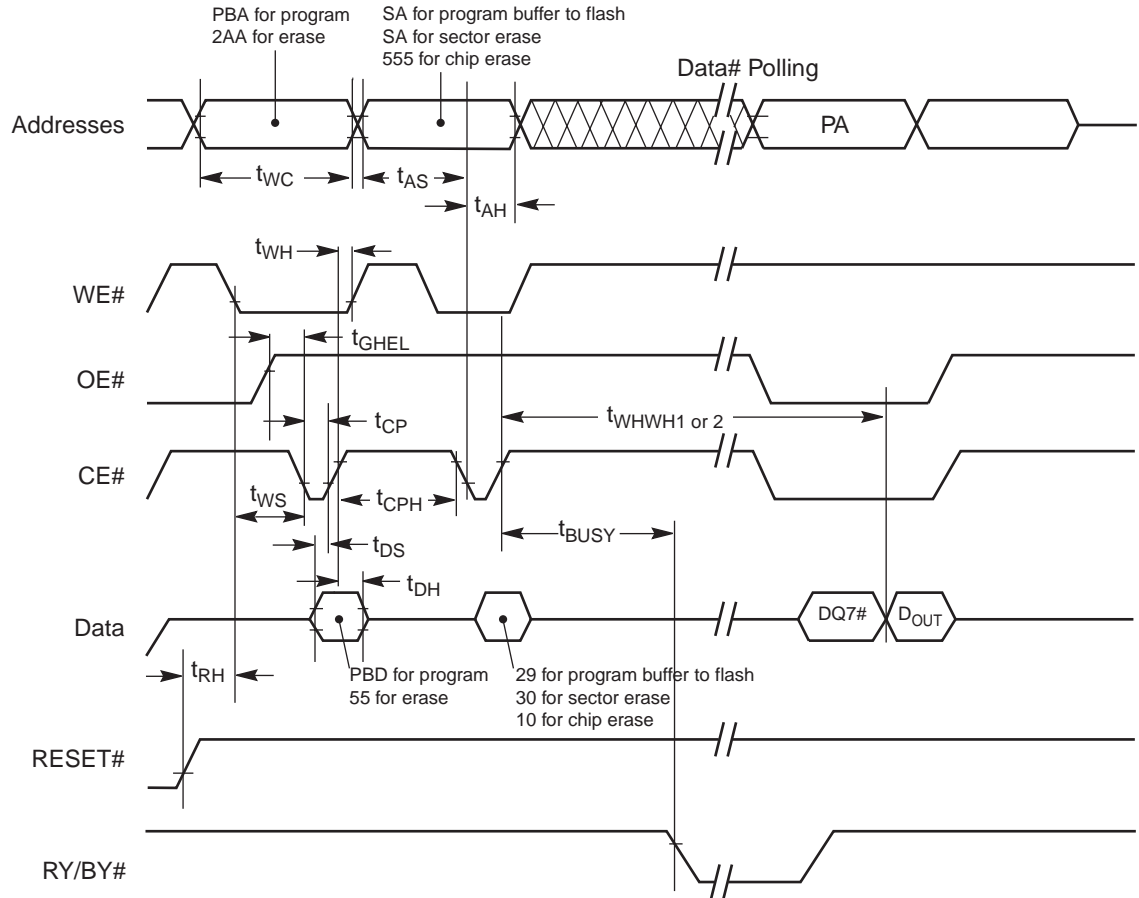 PBA for program
2AA for erase
SA for program buffer to flash
SA for sector erase
555 for chip erase
Data# Polling
Addresses
PA
tWC
tAS
tAH
tWH
WE#
tGHEL
OE#
tCP
tWHWH1 or 2
CE#
tWS
tCPH
tBUSY
tDS
tDH
Data
DQ7#
DOUT
tRH
PBD for program
55 for erase
29 for program buffer to flash
30 for sector erase
10 for chip erase
RESET#
RY/BY#